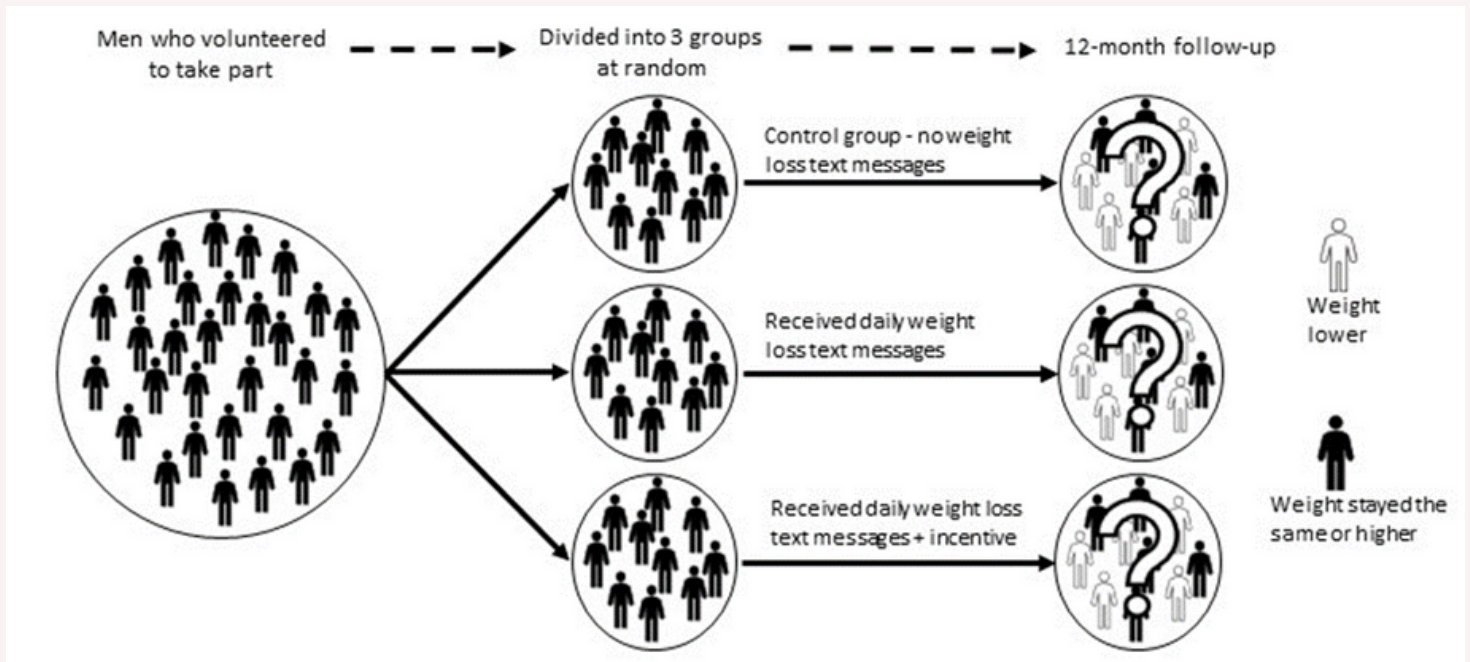 Men who volunteered
to take part
Divided into 3 groups
at random
12-month follow-up
Control group - no weight
loss text messages
Received daily weight
loss text messages
Received daily weight loss
text messages + incentive
Weight
lower
Weight stayed the
same or higher